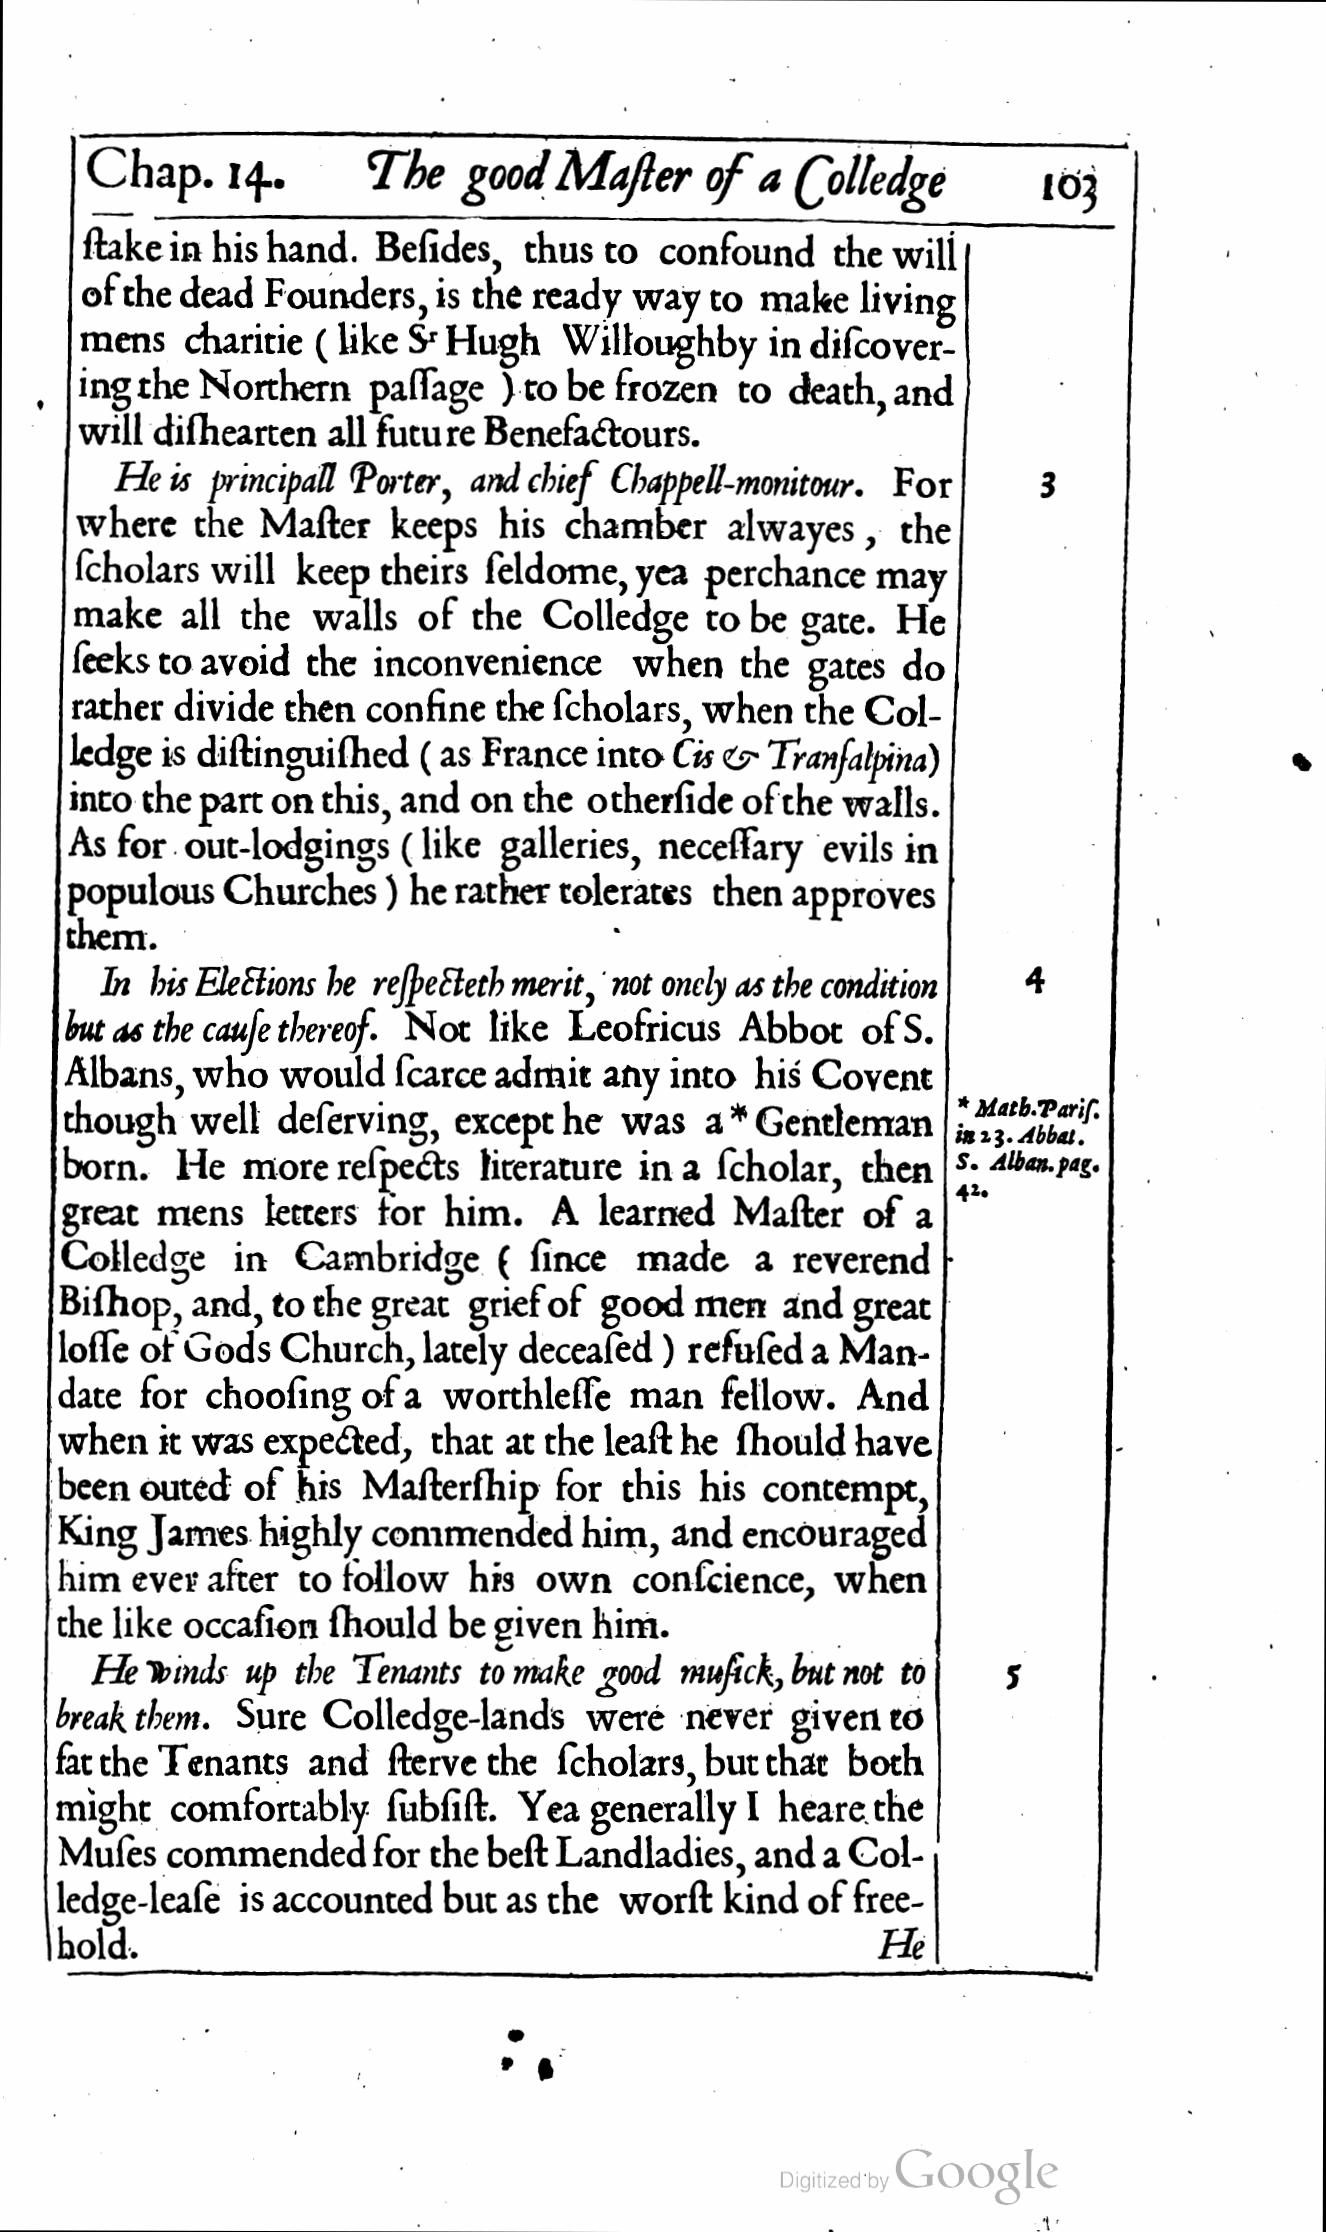 Chap. 14. The good Maſter of a Colledge 103
ſtake in his hand. Beſides, thus to confound the will
of the dead Founders, is the ready way to make living
mens charitie ( like Sʳ Hugh Willoughby in diſcover-
ing the Northern paſſage ) to be frozen to death, and
will diſhearten all future Benefactours.
He is principall Porter, and chief Chappell-monitour. For 3
where the Maſter keeps his chamber alwayes, the
ſcholars will keep theirs ſeldome, yea perchance may
make all the walls of the Colledge to be gate. He
ſeeks to avoid the inconvenience when the gates do
rather divide then confine the ſcholars, when the Col-
ledge is diſtinguiſhed ( as France into Cis & Tranſalpina)
into the part on this, and on the otherſide of the walls.
As for out-lodgings ( like galleries, neceſſary evils in
populous Churches ) he rather tolerates then approves
them.
In his Elections he reſpecteth merit, not onely as the condition 4
but as the cauſe thereof. Not like Leofricus Abbot of S.
Albans, who would ſcarce admit any into his Covent
though well deſerving, except he was a * Gentleman
born. He more reſpects literature in a ſcholar, then
great mens letters for him. A learned Maſter of a
Colledge in Cambridge ( ſince made a reverend
Biſhop, and, to the great grief of good men and great
loſſe of Gods Church, lately deceaſed ) refuſed a Man-
date for chooſing of a worthleſſe man fellow. And
when it was expected, that at the leaſt he ſhould have
been outed of his Maſterſhip for this his contempt,
King James highly commended him, and encouraged
him ever after to follow his own conſcience, when
the like occaſion ſhould be given him.
He winds up the Tenants to make good muſick, but not to 5
break them. Sure Colledge-lands were never given to
fat the Tenants and ſterve the ſcholars, but that both
might comfortably ſubſiſt. Yea generally I heare the
Muſes commended for the beſt Landladies, and a Col-
ledge-leaſe is accounted but as the worſt kind of free-
hold. He
* Math. Pariſ.
in 23. Abbat.
S. Alban. pag.
42.
Digitized by Google